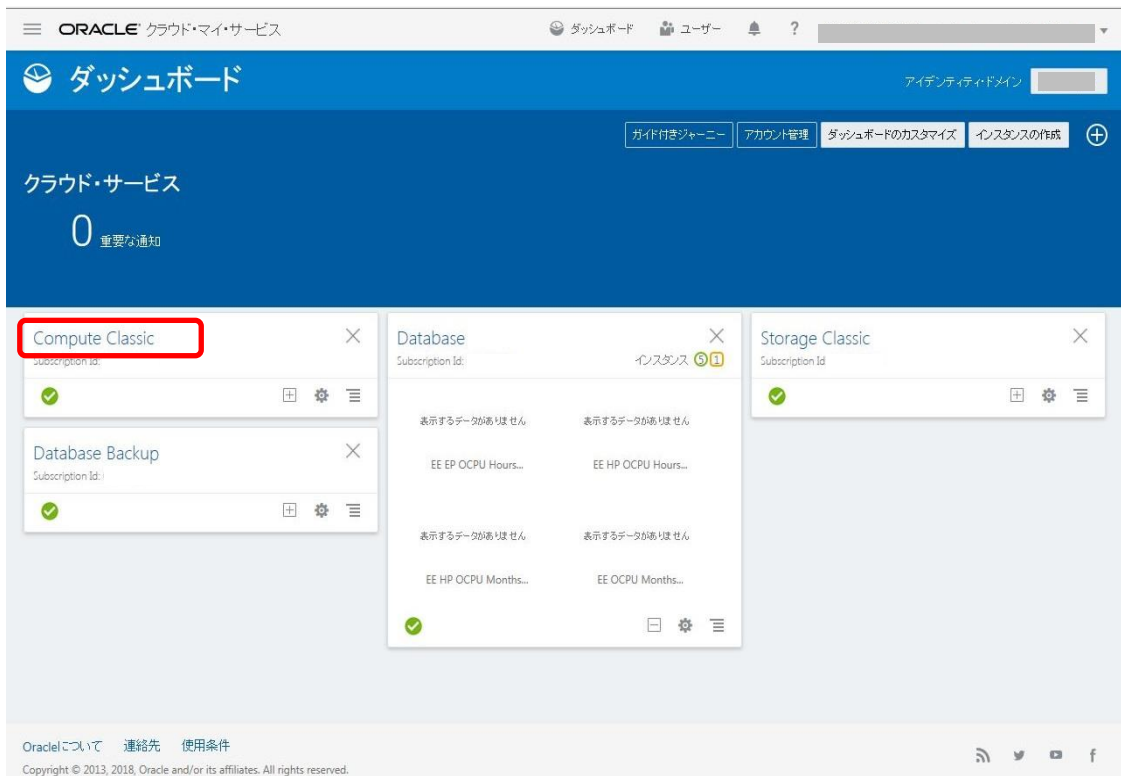 ORACLE クラウド・マイ・サービス ダッシュボード ユーザー ?
ダッシュボード
アイデンティティ・ドメイン
ガイド付きジャーニー アカウント管理 ダッシュボードのカスタマイズ インスタンスの作成
クラウド・サービス
0 重要な通知
Compute Classic
Subscription Id:
Database Backup
Subscription Id:
Database
Subscription Id: インスタンス 5 1
表示するデータがありません 表示するデータがありません
EE EP OCPU Hours... EE HP OCPU Hours...
表示するデータがありません 表示するデータがありません
EE HP OCPU Months... EE OCPU Months...
Storage Classic
Subscription Id
Oracleについて 連絡先 使用条件
Copyright © 2013, 2018, Oracle and/or its affiliates. All rights reserved.